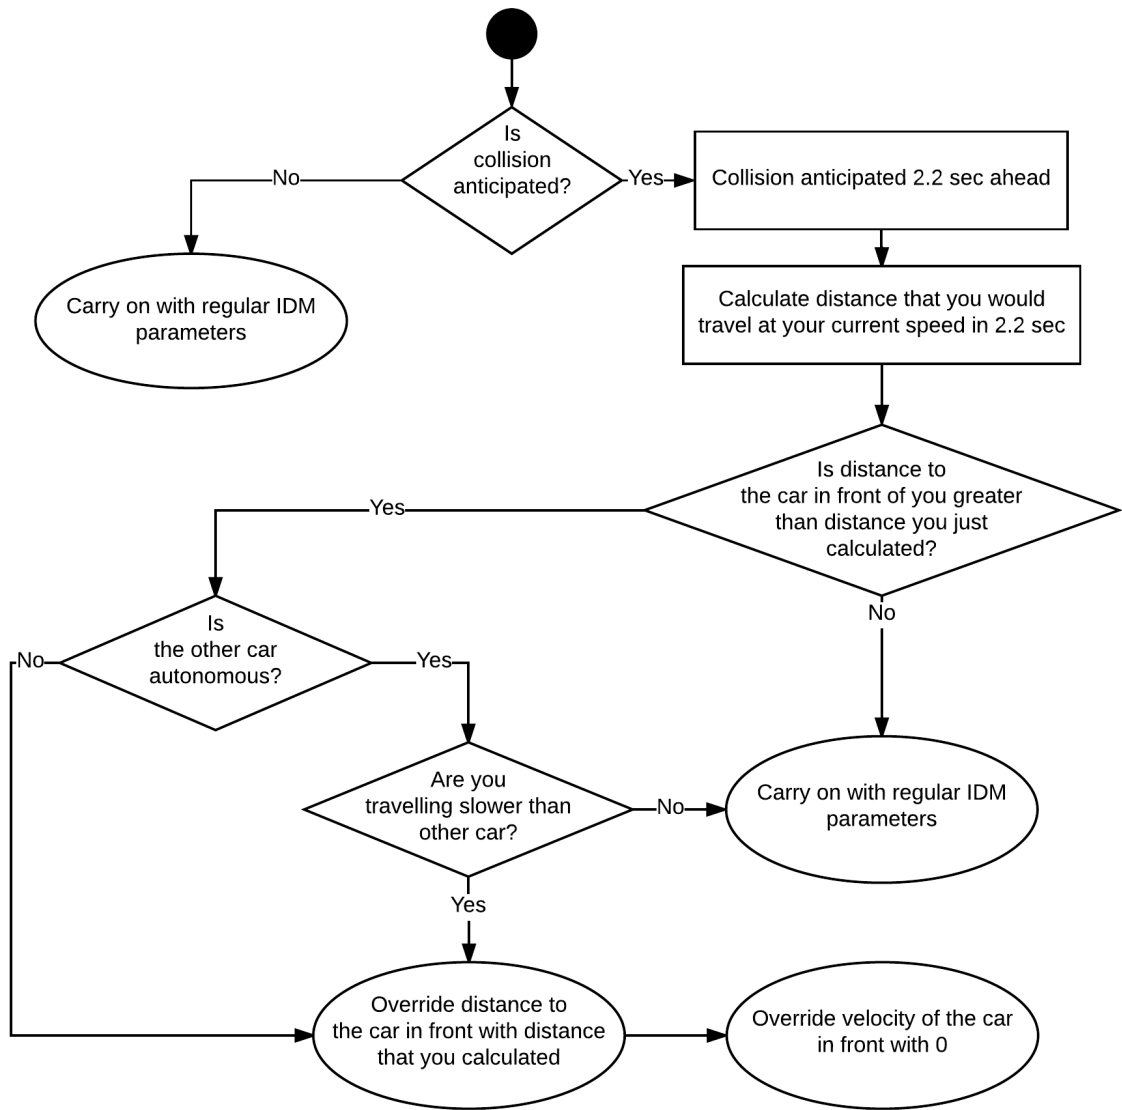 Is
collision
anticipated?
No
Yes
Collision anticipated 2.2 sec ahead
Carry on with regular IDM
parameters
Calculate distance that you would
travel at your current speed in 2.2 sec
Is distance to
the car in front of you greater
than distance you just
calculated?
Yes
No
Is
the other car
autonomous?
No
Yes
Are you
travelling slower than
other car?
No
Carry on with regular IDM
parameters
Yes
Override distance to
the car in front with distance
that you calculated
Override velocity of the car
in front with 0